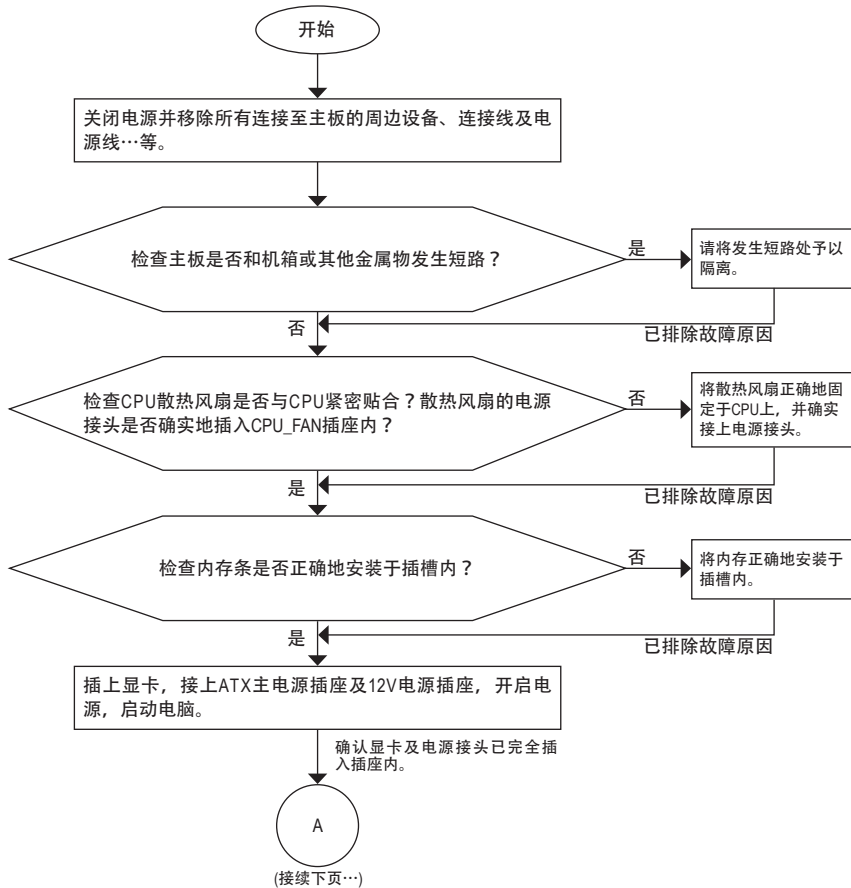 开始
关闭电源并移除所有连接至主板的周边设备、连接线及电
源线…等。
检查主板是否和机箱或其他金属物发生短路？
是
请将发生短路处予以
隔离。
否
已排除故障原因
检查CPU散热风扇是否与CPU紧密贴合？散热风扇的电源
接头是否确实地插入CPU_FAN插座内？
否
将散热风扇正确地固
定于CPU上，并确实
接上电源接头。
是
已排除故障原因
检查内存条是否正确地安装于插槽内？
否
将内存正确地安装于
插槽内。
是
已排除故障原因
插上显卡，接上ATX主电源插座及12V电源插座，开启电
源，启动电脑。
确认显卡及电源接头已完全插
入插座内。
A
(接续下页…)